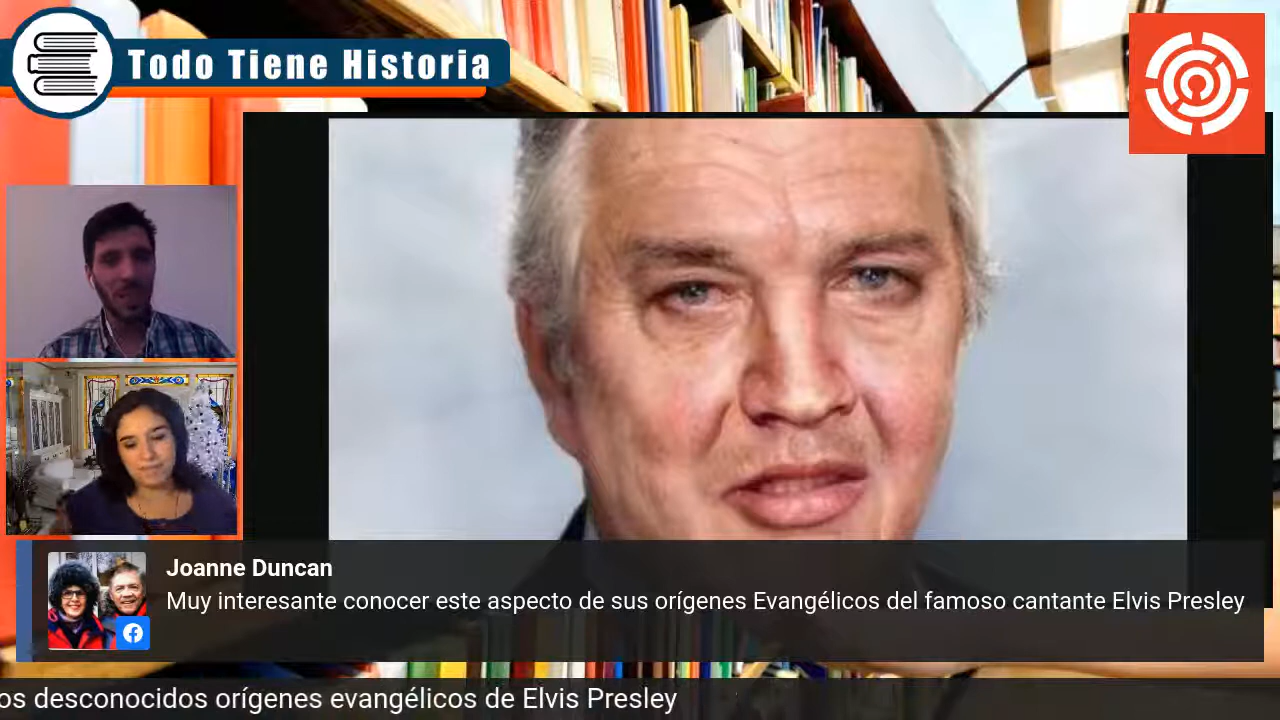 Todo Tiene Historia
Joanne Duncan
Muy interesante conocer este aspecto de sus orígenes Evangélicos del famoso cantante Elvis Presley
os desconocidos orígenes evangélicos de Elvis Presley